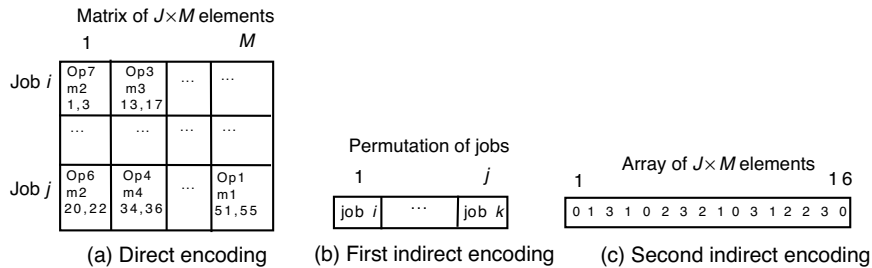 Matrix of J×M elements
1 M
Job i Op7 Op3 ... ...
m2 m3
1,3 13,17
... ... ... ...
Job j Op6 Op4 ... Op1
m2 m4 m1
20,22 34,36 51,55
(a) Direct encoding
Permutation of jobs
1 j
job i ... job k
(b) First indirect encoding
Array of J×M elements
1 16
0 1 3 1 0 2 3 2 1 0 3 1 2 2 3 0
(c) Second indirect encoding